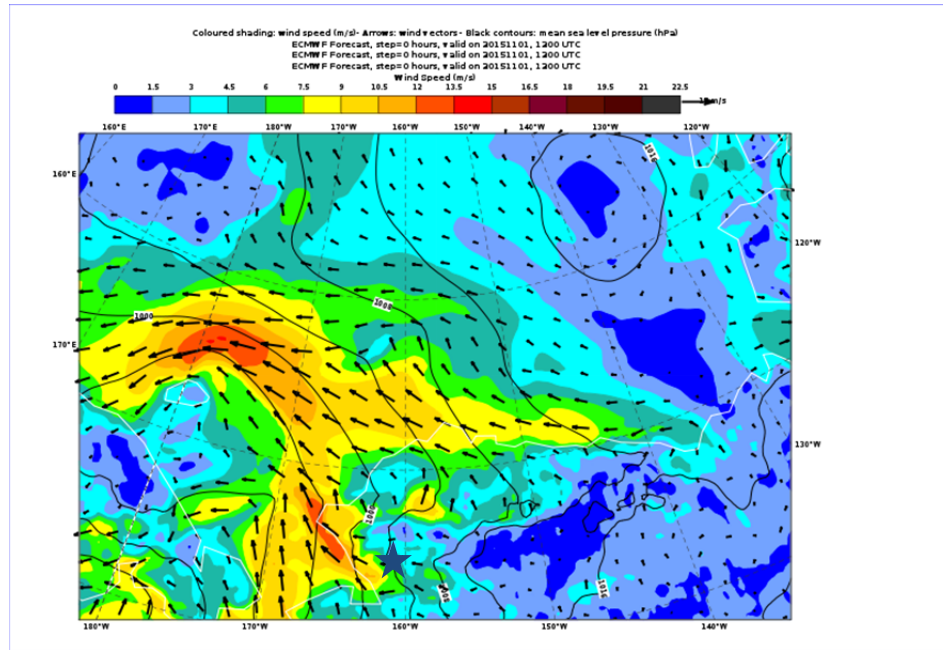 Coloured shading: wind speed (m/s)- Arrows: wind vectors - Black contours: mean sea level pressure (hPa)
ECMWF Forecast, step=0 hours, valid on 20151101, 1200 UTC
ECMWF Forecast, step=0 hours, valid on 20151101, 1200 UTC
ECMWF Forecast, step=0 hours, valid on 20151101, 1200 UTC
Wind Speed (m/s)
0 1.5 3 4.5 6 7.5 9 10.5 12 13.5 15 16.5 18 19.5 21 22.5
m/s
160°E 170°E 180°W 170°W 160°W 150°W 140°W 130°W 120°W
1016
160°E
120°W
1008
1000
170°E
130°W
1000
1008
1016
180°W 170°W 160°W 150°W 140°W